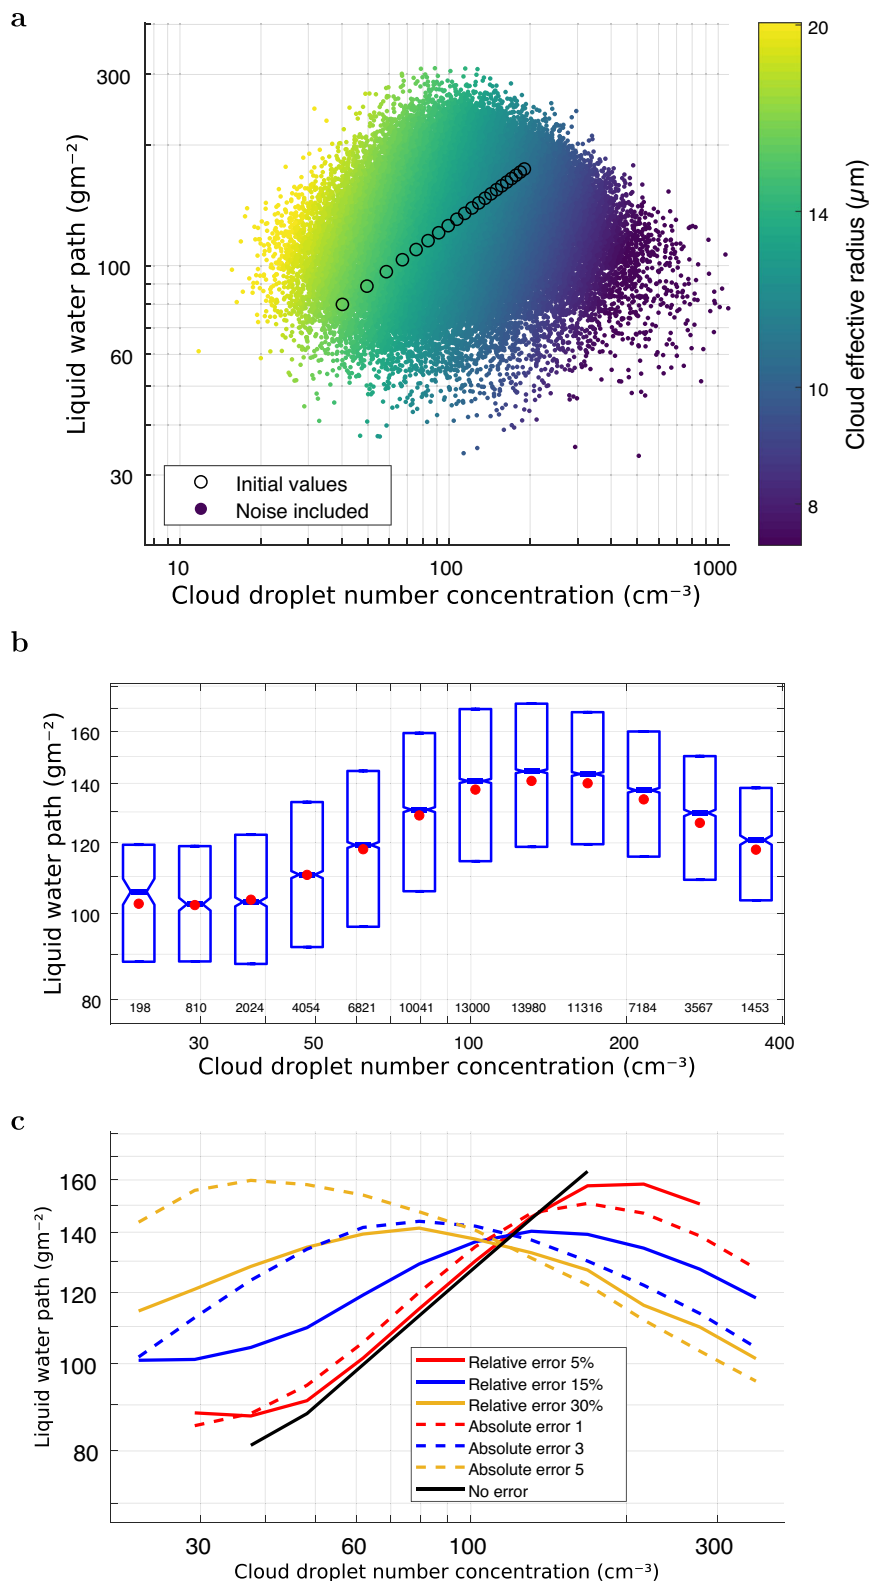 a
300
100
60
30
10
100
1000
Liquid water path (gm⁻²)
Cloud droplet number concentration (cm⁻³)
Initial values
Noise included
20
14
10
8
Cloud effective radius (μm)
b
160
140
120
100
80
Liquid water path (gm⁻²)
198 810 2024 4054 6821 10041 13000 13980 11316 7184 3567 1453
30 50 100 200 400
Cloud droplet number concentration (cm⁻³)
c
160
140
120
100
80
Liquid water path (gm⁻²)
Relative error 5%
Relative error 15%
Relative error 30%
Absolute error 1
Absolute error 3
Absolute error 5
No error
30 60 100 300
Cloud droplet number concentration (cm⁻³)